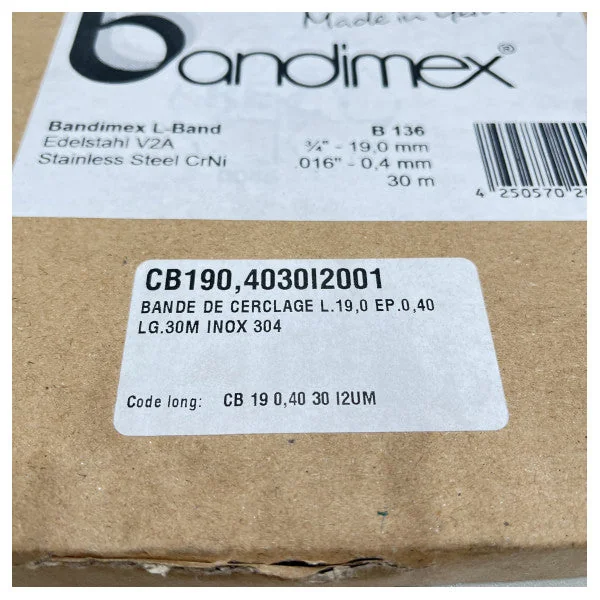 Made in
bandimex®
Bandimex L-Band
Edelstahl V2A
Stainless Steel CrNi
B 136
¾" - 19,0 mm
.016" - 0,4 mm
30 m
4 250570
CB190,4030I2001
BANDE DE CERCLAGE L.19,0 EP.0,40
LG.30M INOX 304
Code long: CB 19 0,40 30 I2UM